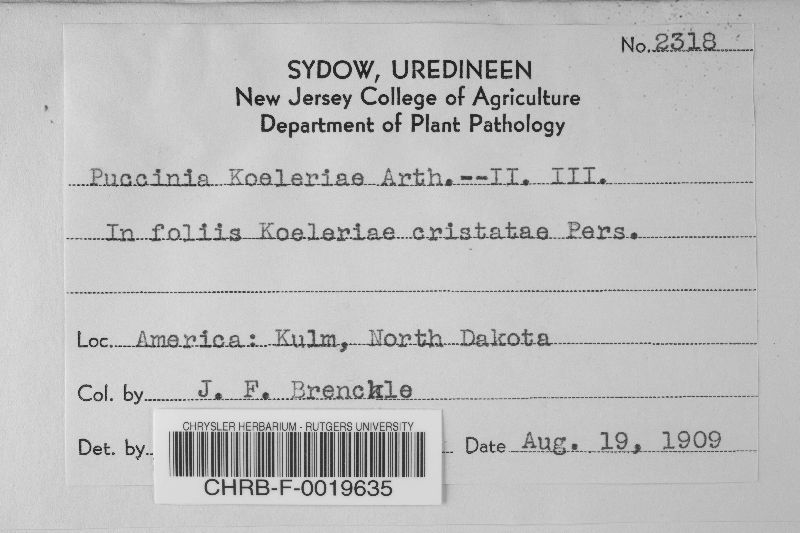 No. 2318
SYDOW, UREDINEEN
New Jersey College of Agriculture
Department of Plant Pathology
Puccinia Koeleriae Arth.--II. III.
In foliis Koeleriae cristatae Pers.
Loc. America: Kulm, North Dakota
Col. by J. F. Brenckle
Det. by Date Aug. 19, 1909
CHRYSLER HERBARIUM - RUTGERS UNIVERSITY
CHRB-F-0019635